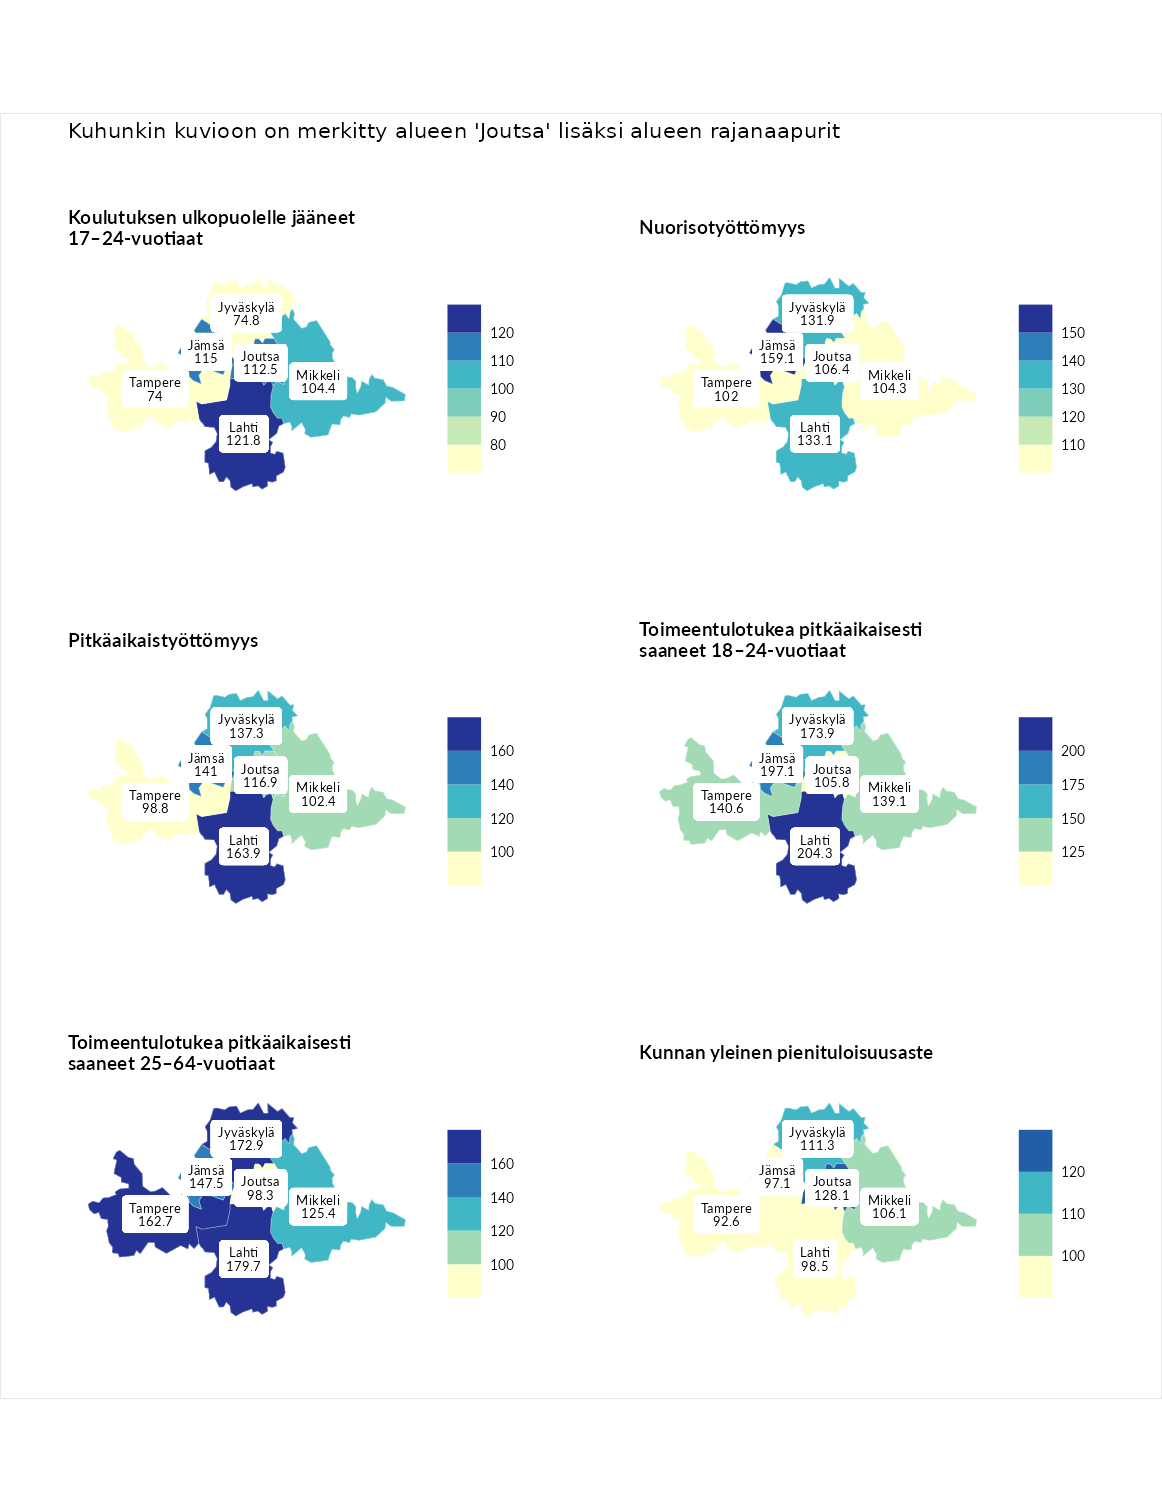 Kuhunkin kuvioon on merkitty alueen 'Joutsa' lisäksi alueen rajanaapurit
Koulutuksen ulkopuolelle jääneet
17–24-vuotiaat
Jyväskylä
74.8
Jämsä
115
Joutsa
112.5
Tampere
74
Mikkeli
104.4
Lahti
121.8
120
110
100
90
80
Nuorisotyöttömyys
Jyväskylä
131.9
Jämsä
159.1
Joutsa
106.4
Tampere
102
Mikkeli
104.3
Lahti
133.1
150
140
130
120
110
Pitkäaikaistyöttömyys
Jyväskylä
137.3
Jämsä
141
Joutsa
116.9
Tampere
98.8
Mikkeli
102.4
Lahti
163.9
160
140
120
100
Toimeentulotukea pitkäaikaisesti
saaneet 18–24-vuotiaat
Jyväskylä
173.9
Jämsä
197.1
Joutsa
105.8
Tampere
140.6
Mikkeli
139.1
Lahti
204.3
200
175
150
125
Toimeentulotukea pitkäaikaisesti
saaneet 25–64-vuotiaat
Jyväskylä
172.9
Jämsä
147.5
Joutsa
98.3
Tampere
162.7
Mikkeli
125.4
Lahti
179.7
160
140
120
100
Kunnan yleinen pienituloisuusaste
Jyväskylä
111.3
Jämsä
97.1
Joutsa
128.1
Tampere
92.6
Mikkeli
106.1
Lahti
98.5
120
110
100